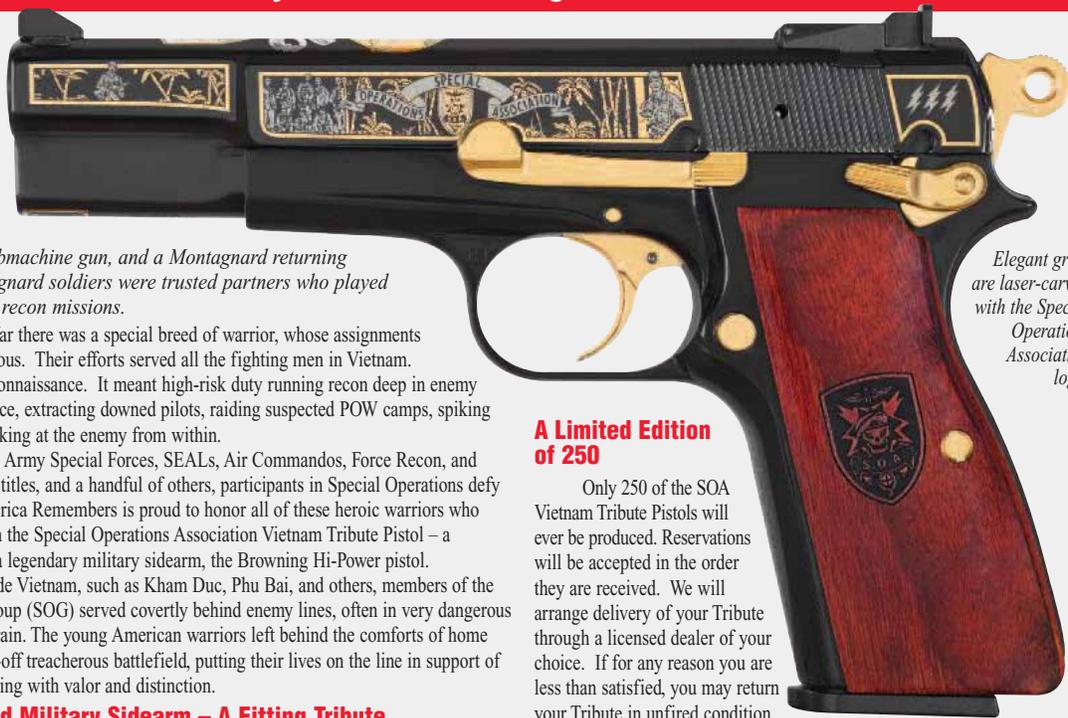 SPECIAL
OPERATIONS
ASSOCIATION
bmachine gun, and a Montagnard returning
gnard soldiers were trusted partners who played
recon missions.
ar there was a special breed of warrior, whose assignments
ous. Their efforts served all the fighting men in Vietnam.
onnaissance. It meant high-risk duty running recon deep in enemy
ce, extracting downed pilots, raiding suspected POW camps, spiking
king at the enemy from within.
Army Special Forces, SEALs, Air Commandos, Force Recon, and
titles, and a handful of others, participants in Special Operations defy
rica Remembers is proud to honor all of these heroic warriors who
n the Special Operations Association Vietnam Tribute Pistol – a
a legendary military sidearm, the Browning Hi-Power pistol.
de Vietnam, such as Kham Duc, Phu Bai, and others, members of the
oup (SOG) served covertly behind enemy lines, often in very dangerous
rain. The young American warriors left behind the comforts of home
-off treacherous battlefield, putting their lives on the line in support of
ing with valor and distinction.
d Military Sidearm – A Fitting Tribute
A Limited Edition
of 250
Only 250 of the SOA
Vietnam Tribute Pistols will
ever be produced. Reservations
will be accepted in the order
they are received. We will
arrange delivery of your Tribute
through a licensed dealer of your
choice. If for any reason you are
less than satisfied, you may return
your Tribute in unfired condition
Elegant gr
are laser-carv
with the Spec
Operatio
Associati
log
SOA